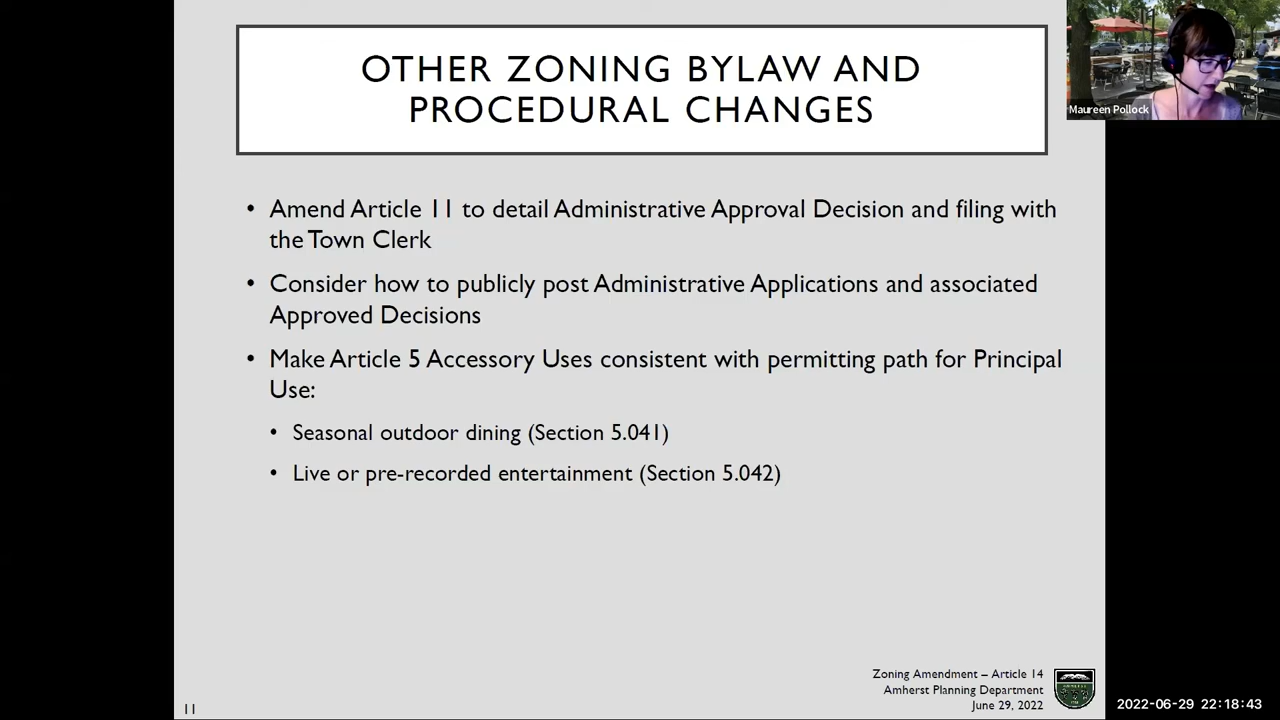 OTHER ZONING BYLAW AND
PROCEDURAL CHANGES
Maureen Pollock
• Amend Article 11 to detail Administrative Approval Decision and filing with
the Town Clerk
• Consider how to publicly post Administrative Applications and associated
Approved Decisions
• Make Article 5 Accessory Uses consistent with permitting path for Principal
Use:
• Seasonal outdoor dining (Section 5.041)
• Live or pre-recorded entertainment (Section 5.042)
Zoning Amendment – Article 14
Amherst Planning Department
June 29, 2022
11
2022-06-29 22:18:43